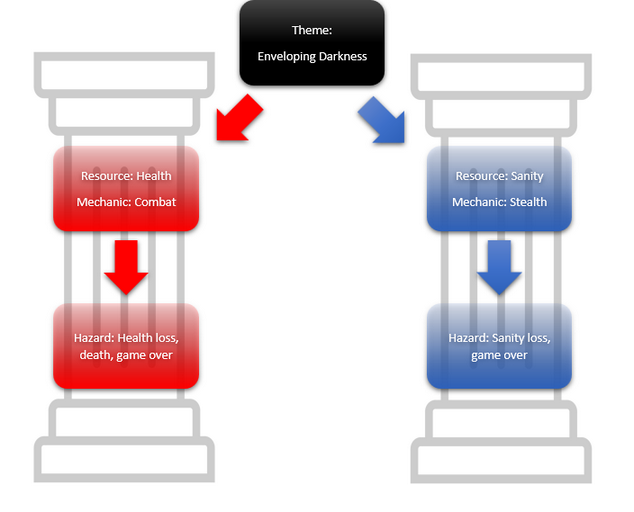 Theme:
Enveloping Darkness
Resource: Health
Mechanic: Combat
Hazard: Health loss,
death, game over
Resource: Sanity
Mechanic: Stealth
Hazard: Sanity loss,
game over